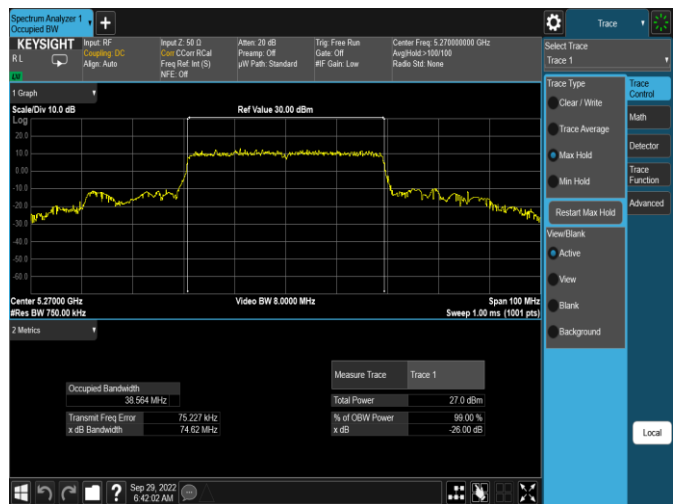 Spectrum Analyzer 1
Occupied BW
KEYSIGHT
R L
Input: RF
Coupling: DC
Align: Auto
Input Z: 50 Ω
Corr CCorr RCal
Freq Ref: Int (S)
NFE: Off
Atten: 20 dB
Preamp: Off
µW Path: Standard
Trig: Free Run
Gate: Off
#IF Gain: Low
Center Freq: 5.270000000 GHz
Avg|Hold:>100/100
Radio Std: None
1 Graph
Scale/Div 10.0 dB
Ref Value 30.00 dBm
Log
20.0
10.0
0.00
-10.0
-20.0
-30.0
-40.0
-50.0
-60.0
Center 5.27000 GHz
Video BW 8.0000 MHz
Span 100 MHz
#Res BW 750.00 kHz
Sweep 1.00 ms (1001 pts)
2 Metrics
Measure Trace
Trace 1
Occupied Bandwidth
38.564 MHz
Total Power
27.0 dBm
Transmit Freq Error
75.227 kHz
% of OBW Power
99.00 %
x dB Bandwidth
74.62 MHz
x dB
-26.00 dB
Sep 29, 2022
6:42:02 AM
Trace
Select Trace
Trace 1
Trace Type
Clear / Write
Trace Average
Max Hold
Min Hold
Restart Max Hold
View/Blank
Active
View
Blank
Background
Trace
Control
Math
Detector
Trace
Function
Advanced
Local